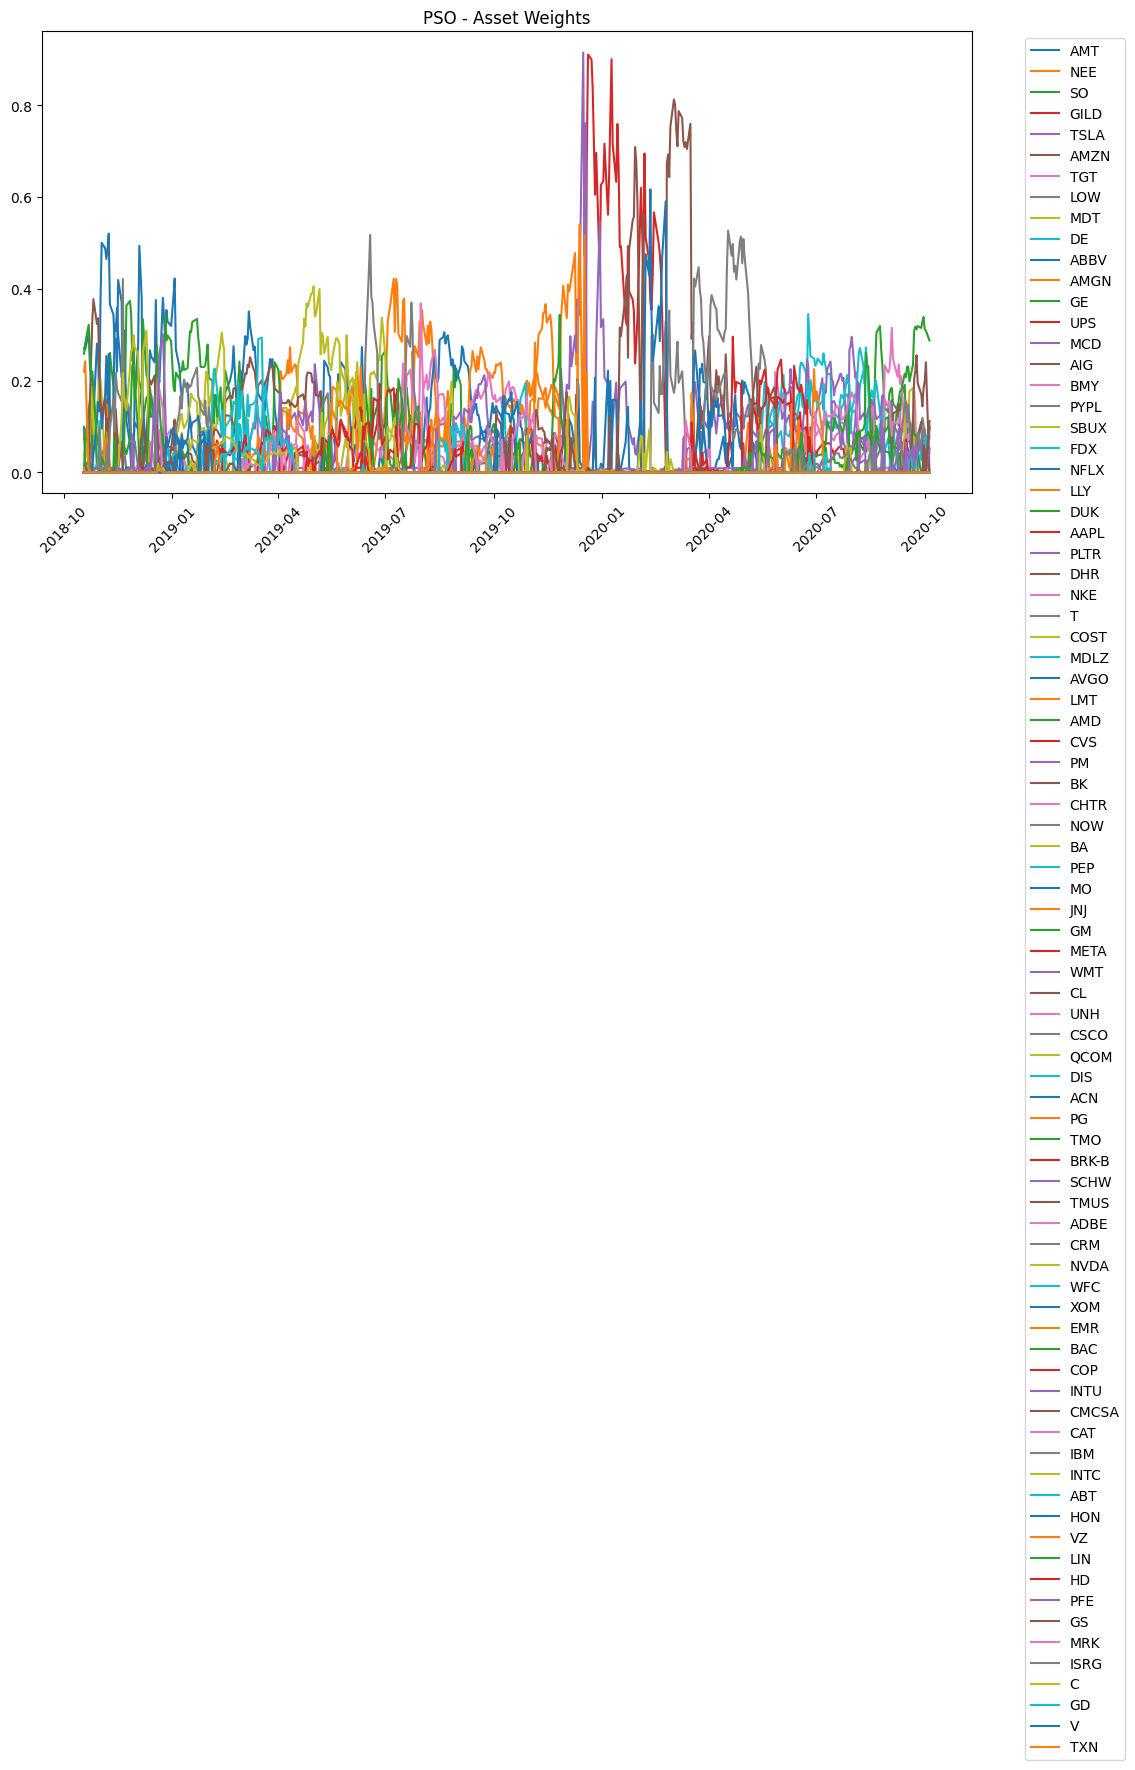 PSO - Asset Weights
0.8
0.6
0.4
0.2
0.0
2018-10
2019-01
2019-04
2019-07
2019-10
2020-01
2020-04
2020-07
2020-10
AMT
NEE
SO
GILD
TSLA
AMZN
TGT
LOW
MDT
DE
ABBV
AMGN
GE
UPS
MCD
AIG
BMY
PYPL
SBUX
FDX
NFLX
LLY
DUK
AAPL
PLTR
DHR
NKE
T
COST
MDLZ
AVGO
LMT
AMD
CVS
PM
BK
CHTR
NOW
BA
PEP
MO
JNJ
GM
META
WMT
CL
UNH
CSCO
QCOM
DIS
ACN
PG
TMO
BRK-B
SCHW
TMUS
ADBE
CRM
NVDA
WFC
XOM
EMR
BAC
COP
INTU
CMCSA
CAT
IBM
INTC
ABT
HON
VZ
LIN
HD
PFE
GS
MRK
ISRG
C
GD
V
TXN